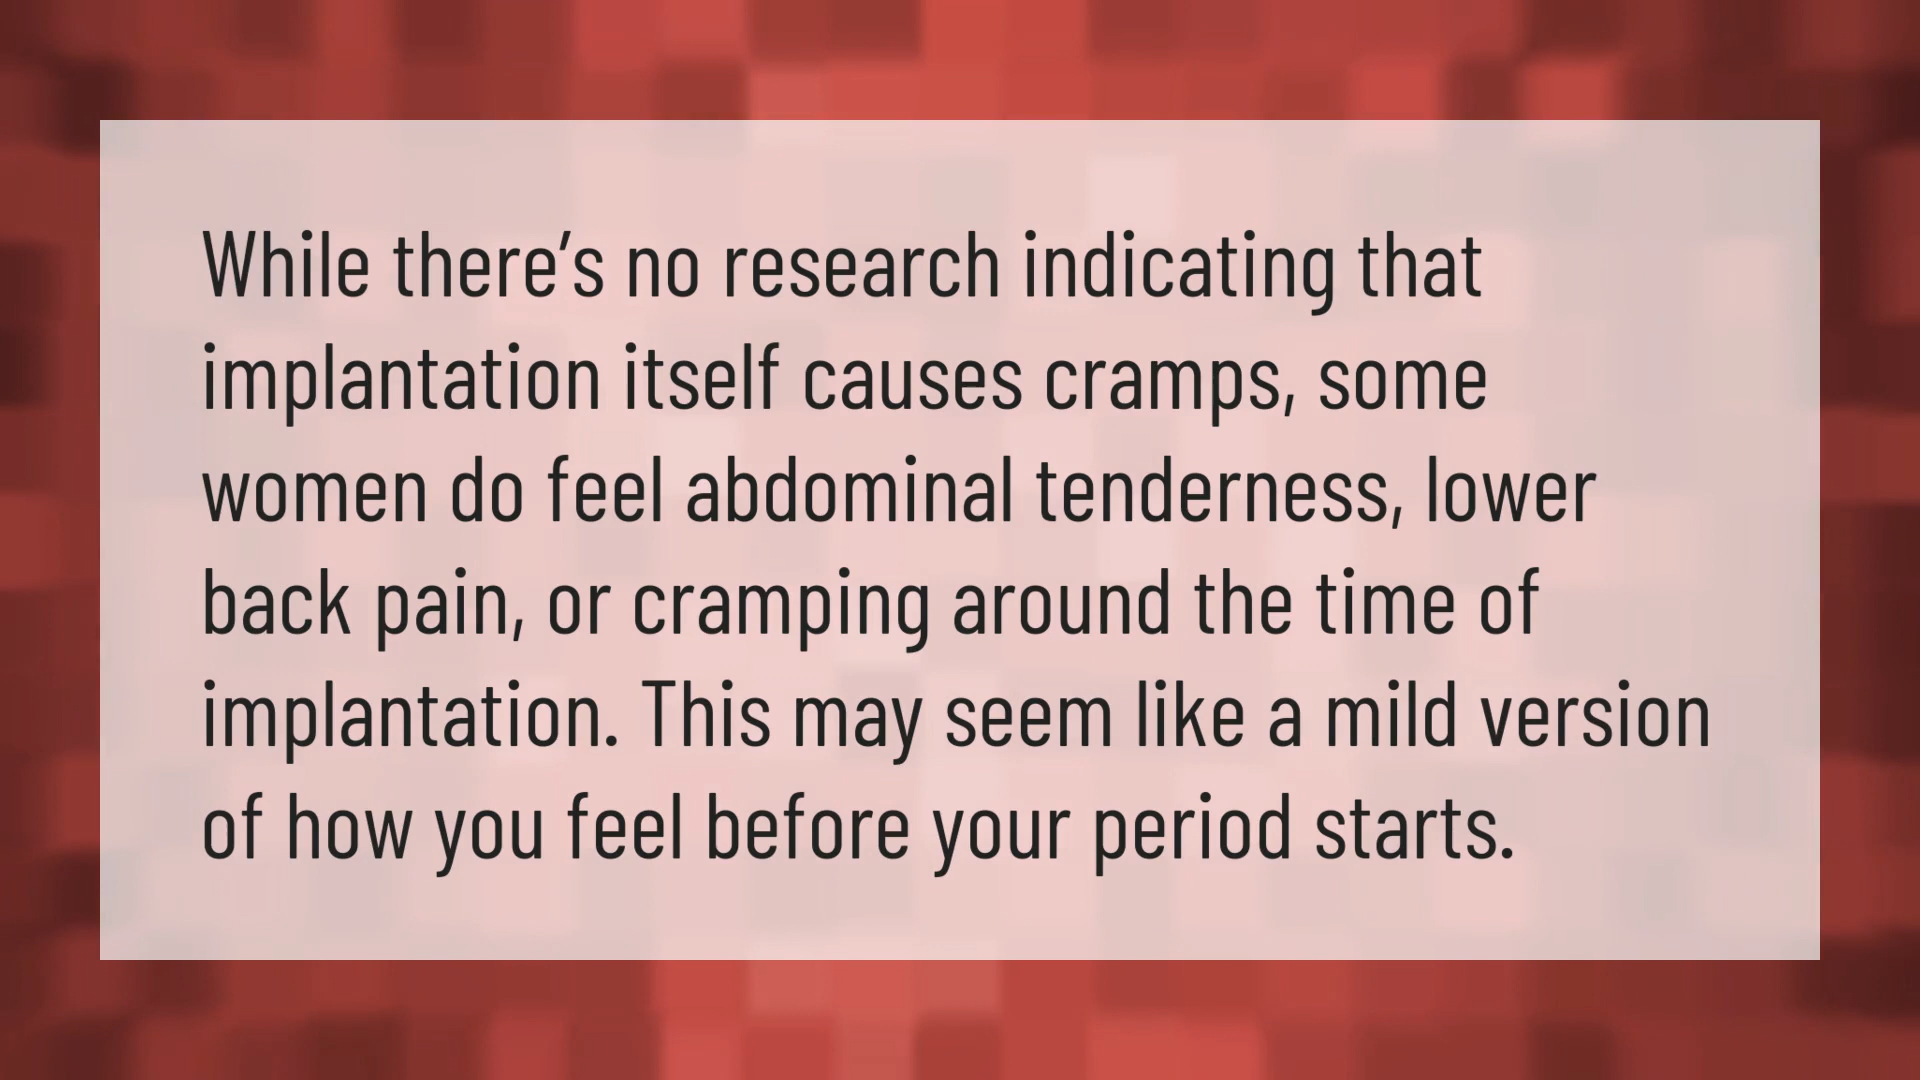 While there’s no research indicating that
implantation itself causes cramps, some
women do feel abdominal tenderness, lower
back pain, or cramping around the time of
implantation. This may seem like a mild version
of how you feel before your period starts.